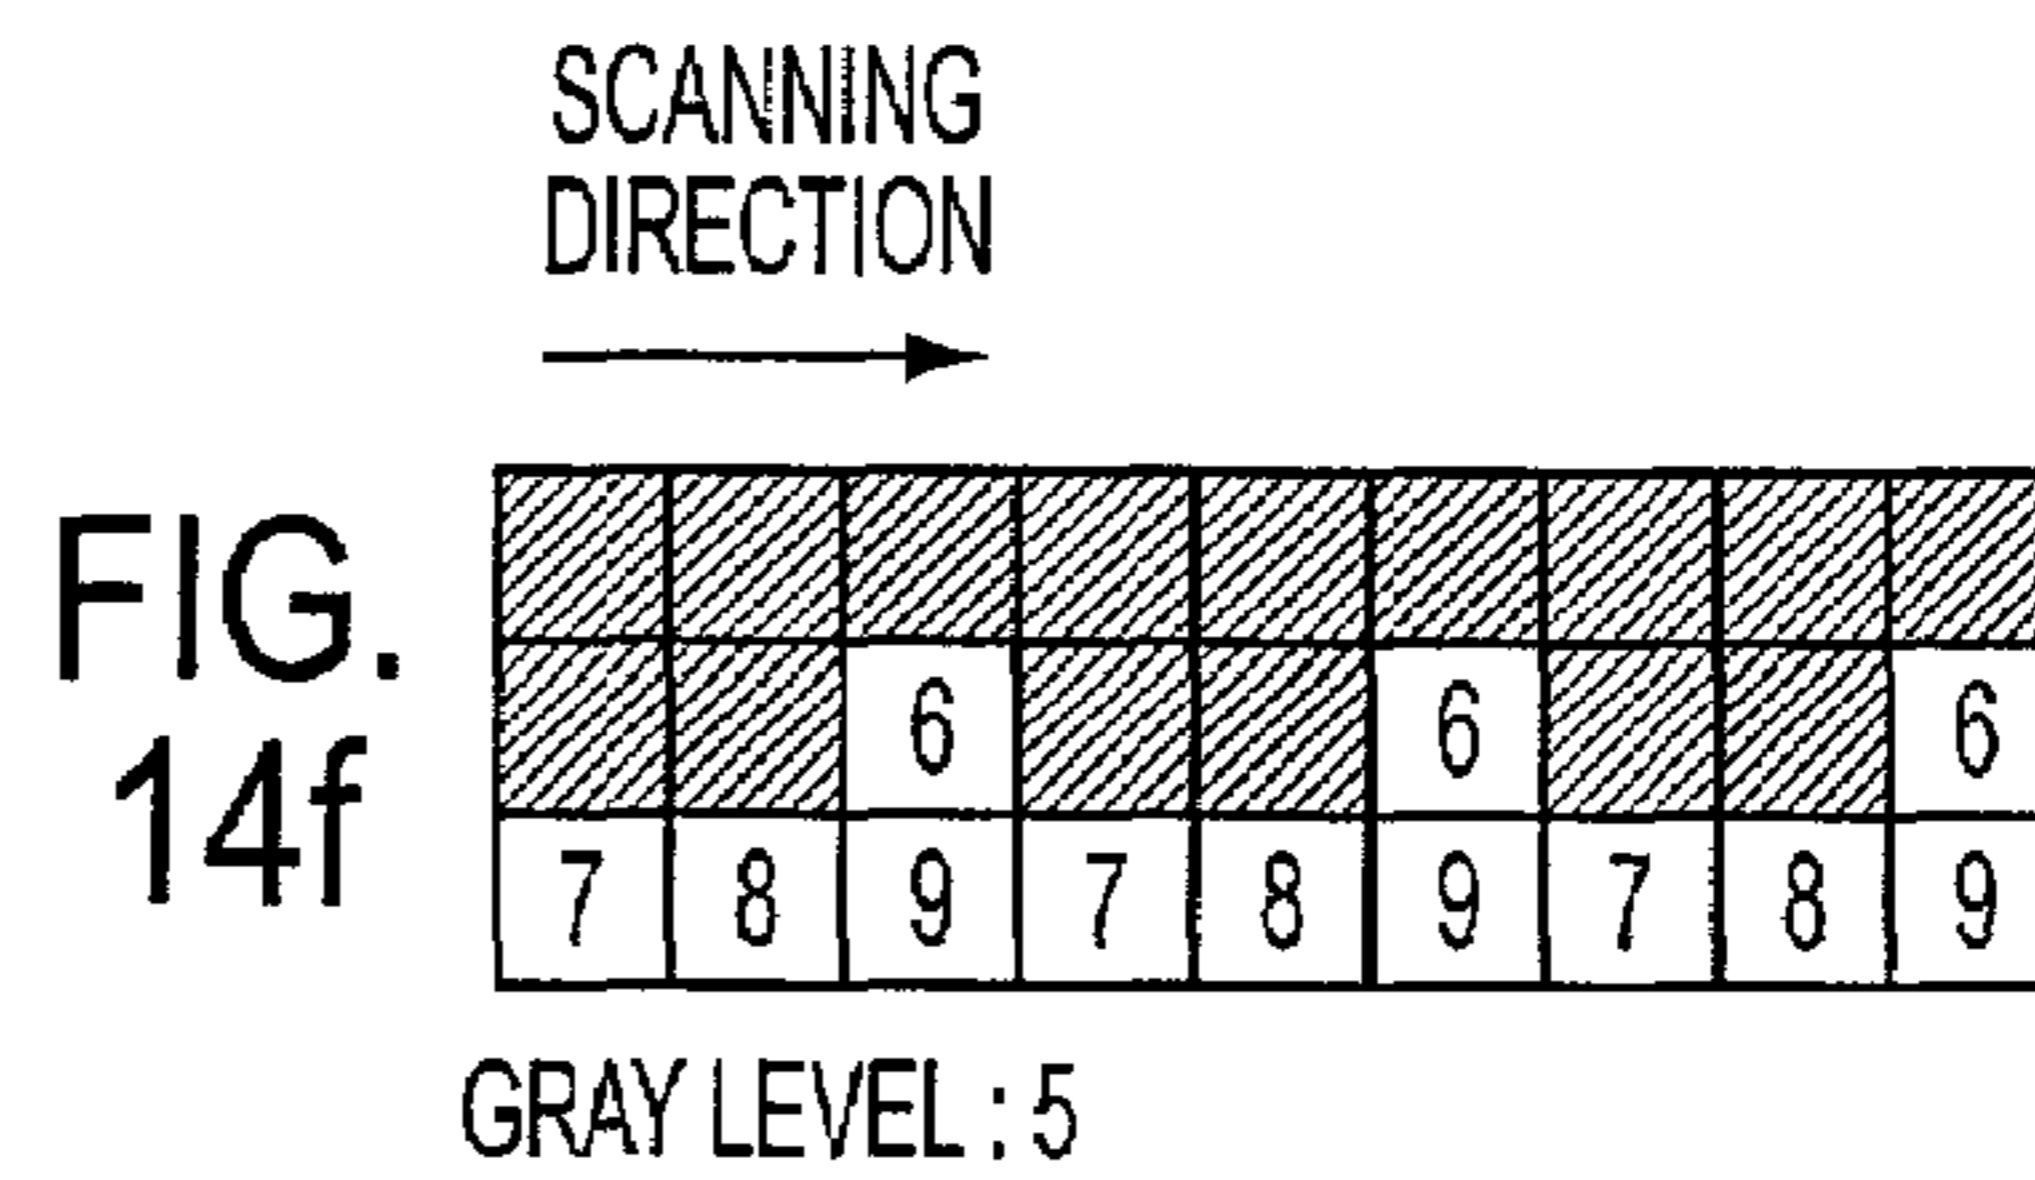 SCANNING
DIRECTION
FIG.
14f
6 6 6
7 8 9 7 8 9 7 8 9
GRAY LEVEL : 5